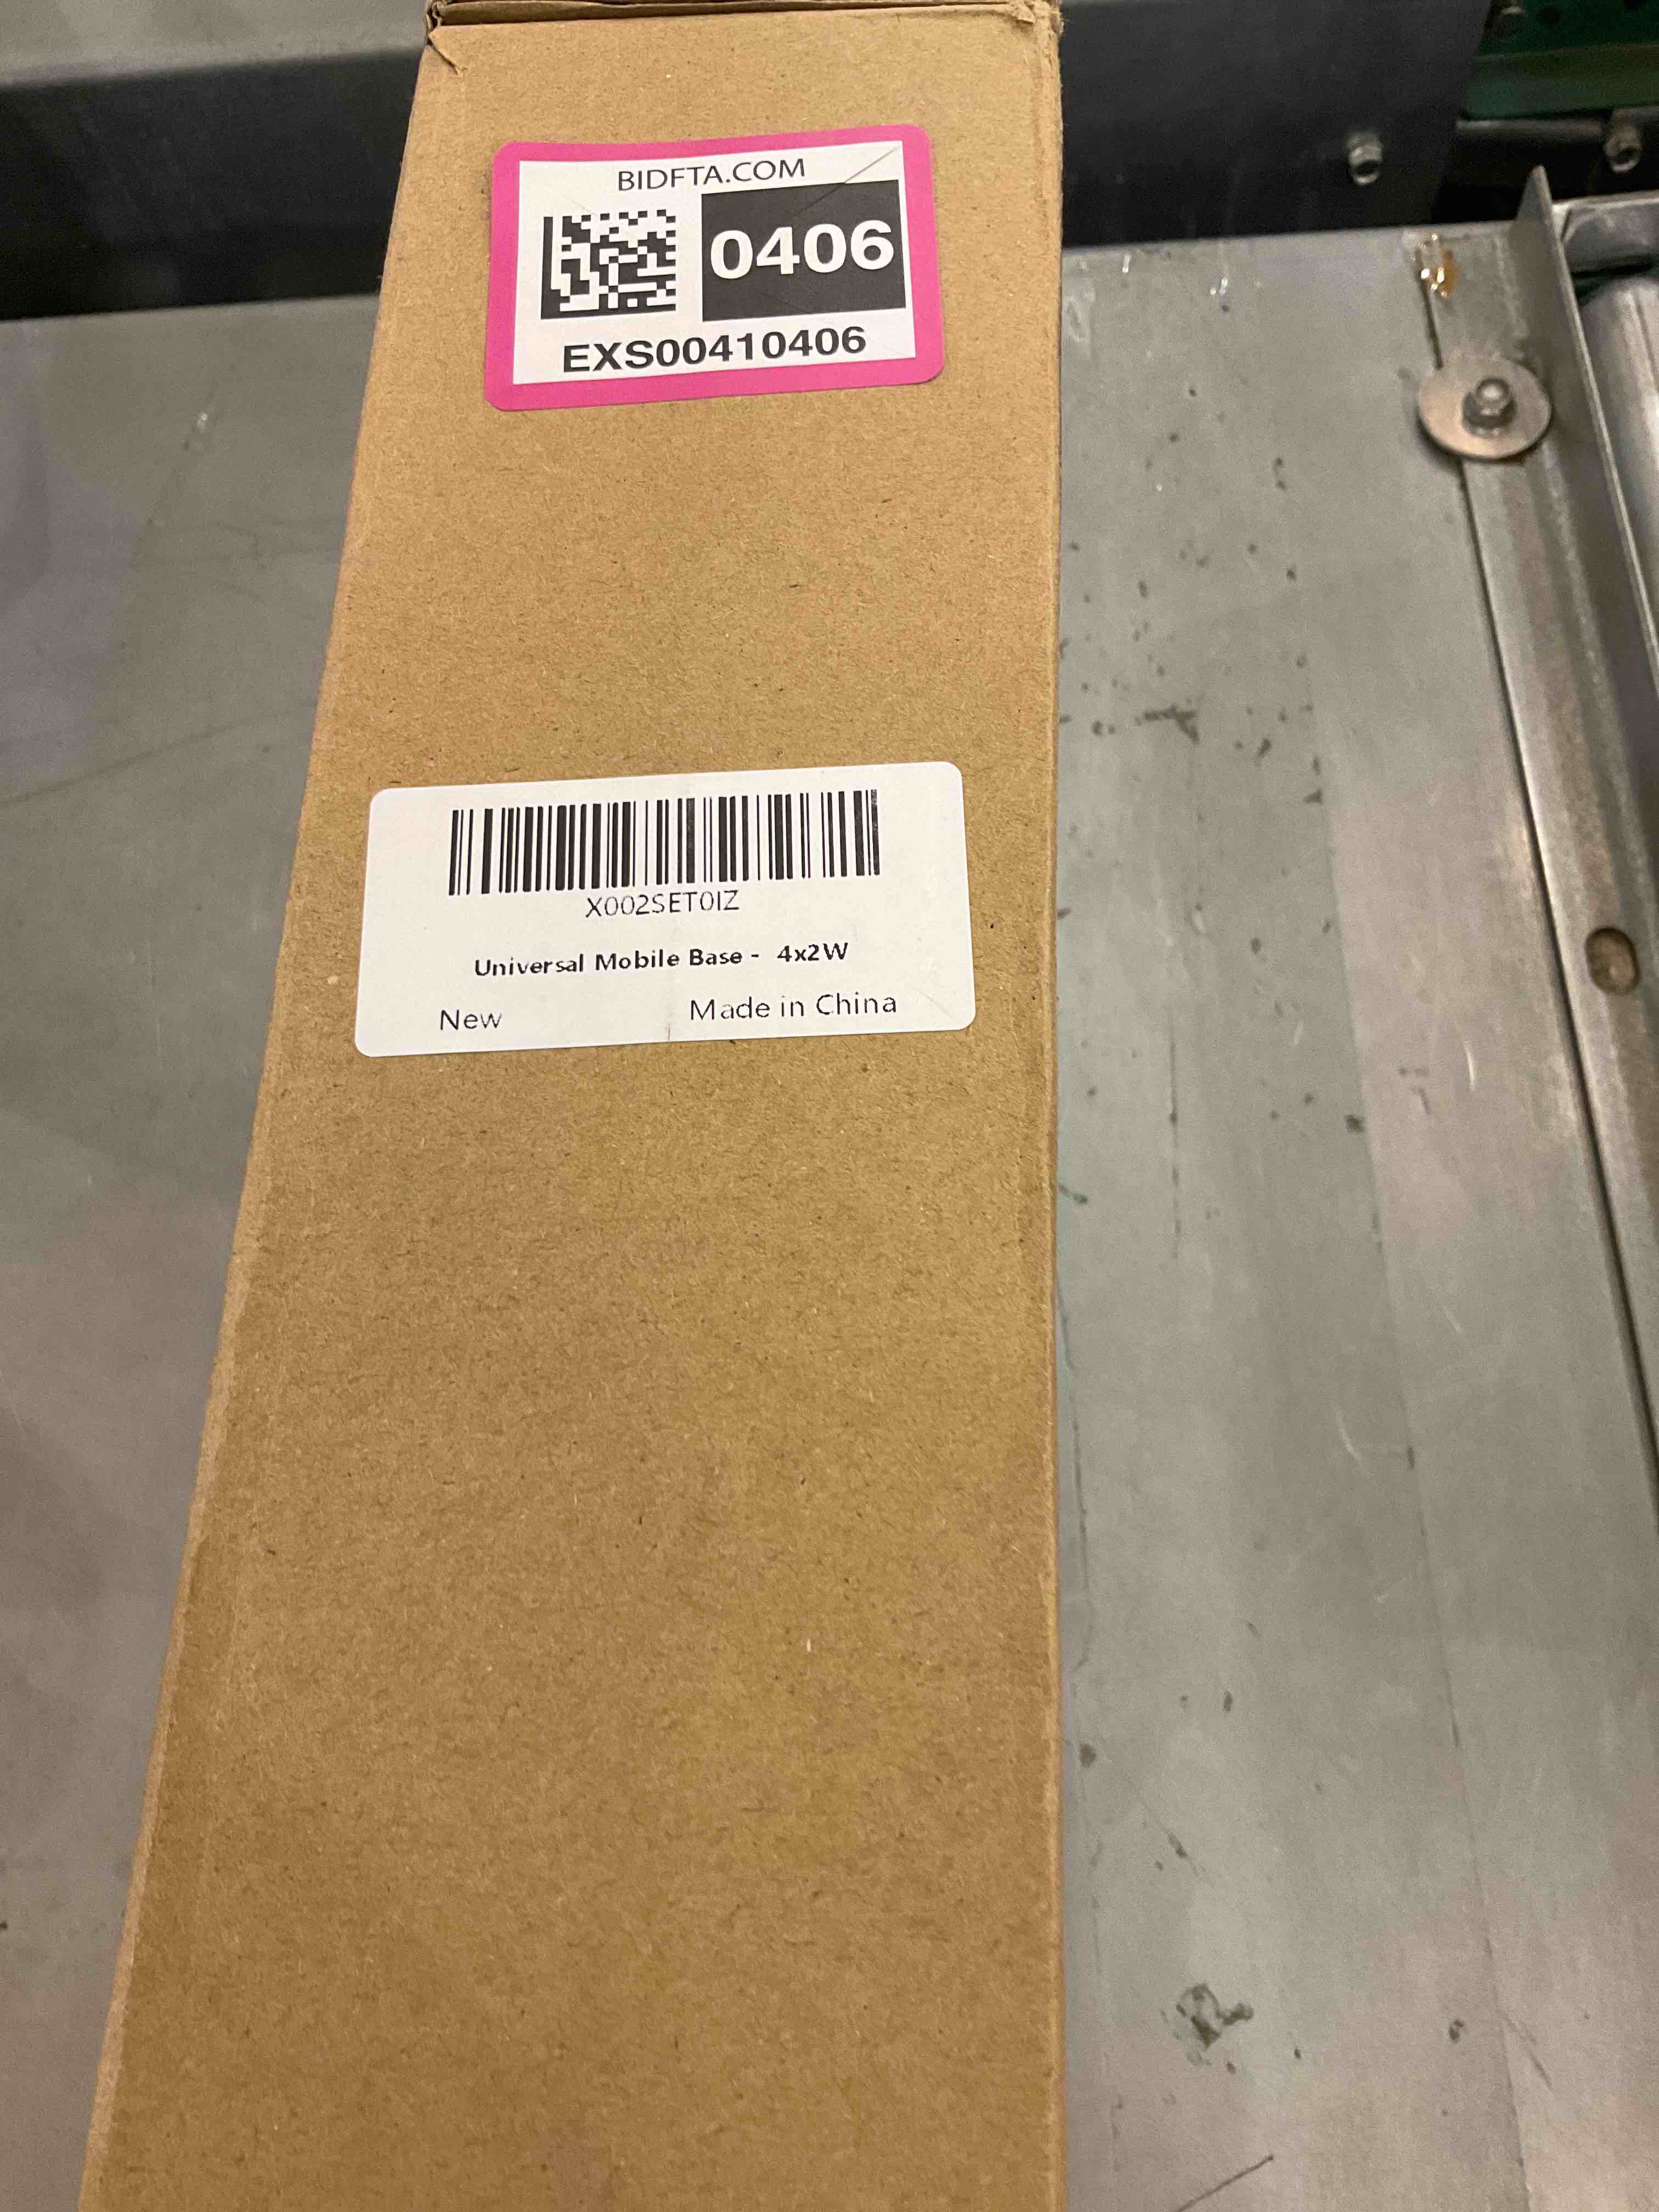 BIDFTA.COM
0406
EXS00410406
X002SET0IZ
Universal Mobile Base - 4x2W
New Made in China